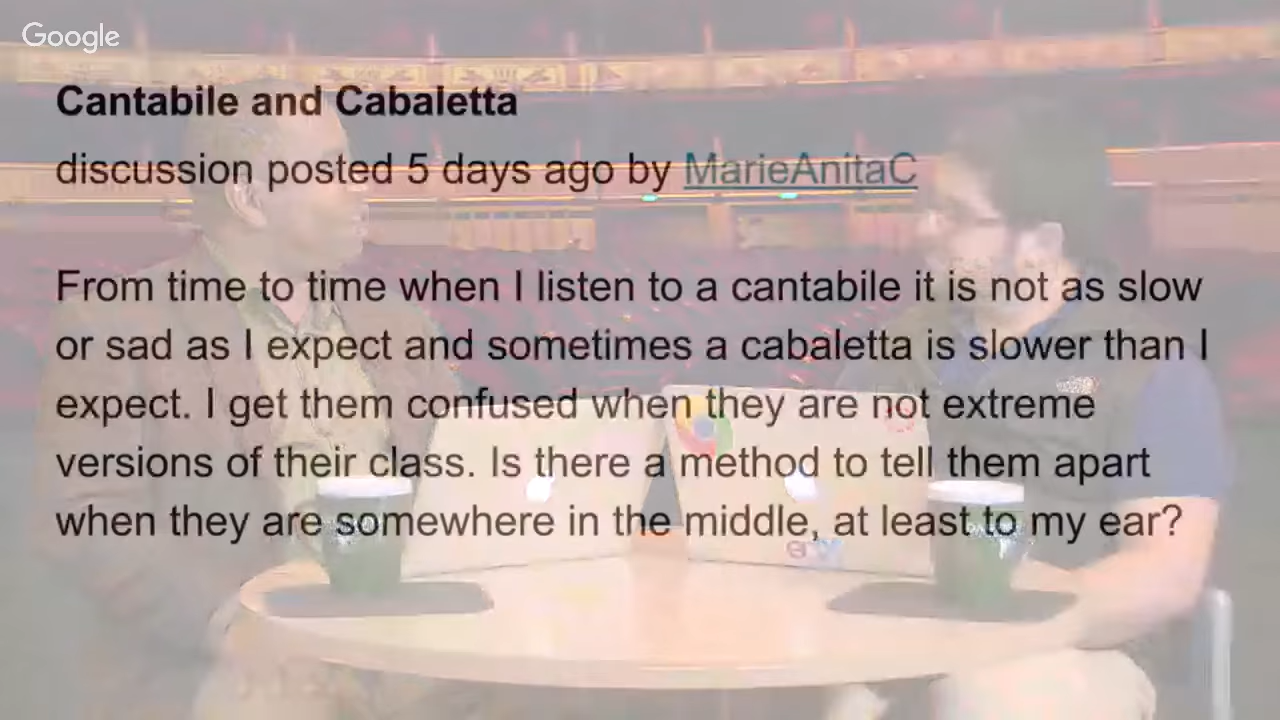 Google
Cantabile and Cabaletta
discussion posted 5 days ago by MarieAnitaC
From time to time when I listen to a cantabile it is not as slow
or sad as I expect and sometimes a cabaletta is slower than I
expect. I get them confused when they are not extreme
versions of their class. Is there a method to tell them apart
when they are somewhere in the middle, at least to my ear?